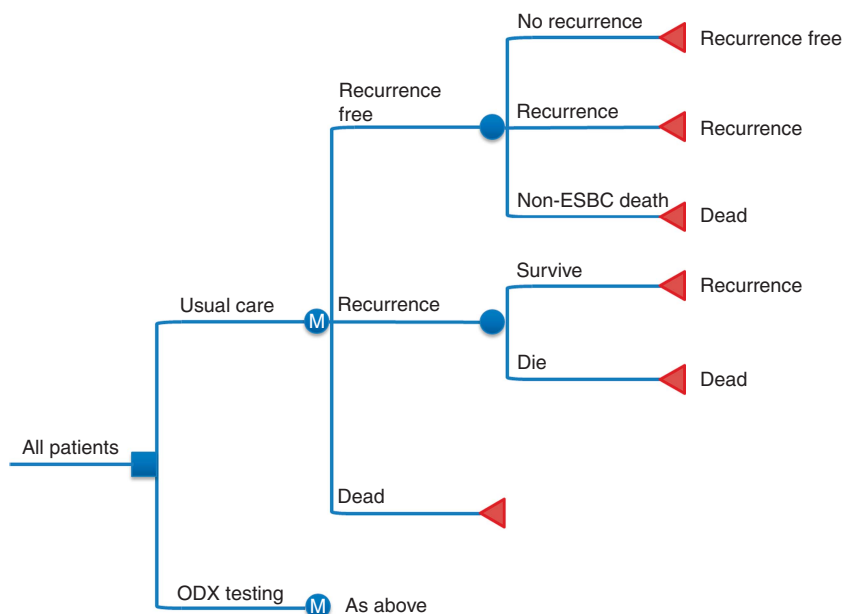 No recurrence
Recurrence free
Recurrence
free
Recurrence
Recurrence
Non-ESBC death
Dead
Survive
Recurrence
Usual care
M
Recurrence
Die
Dead
All patients
Dead
ODX testing
M
As above